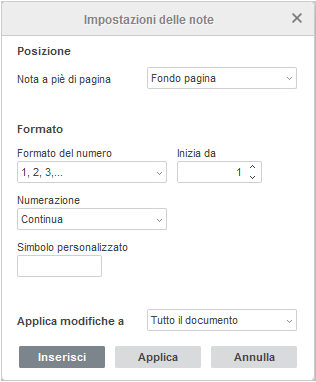 Impostazioni delle note
Posizione
Nota a piè di pagina Fondo pagina
Formato
Formato del numero Inizia da
1, 2, 3,... 1
Numerazione
Continua
Simbolo personalizzato
Applica modifiche a Tutto il documento
Inserisci Applica Annulla